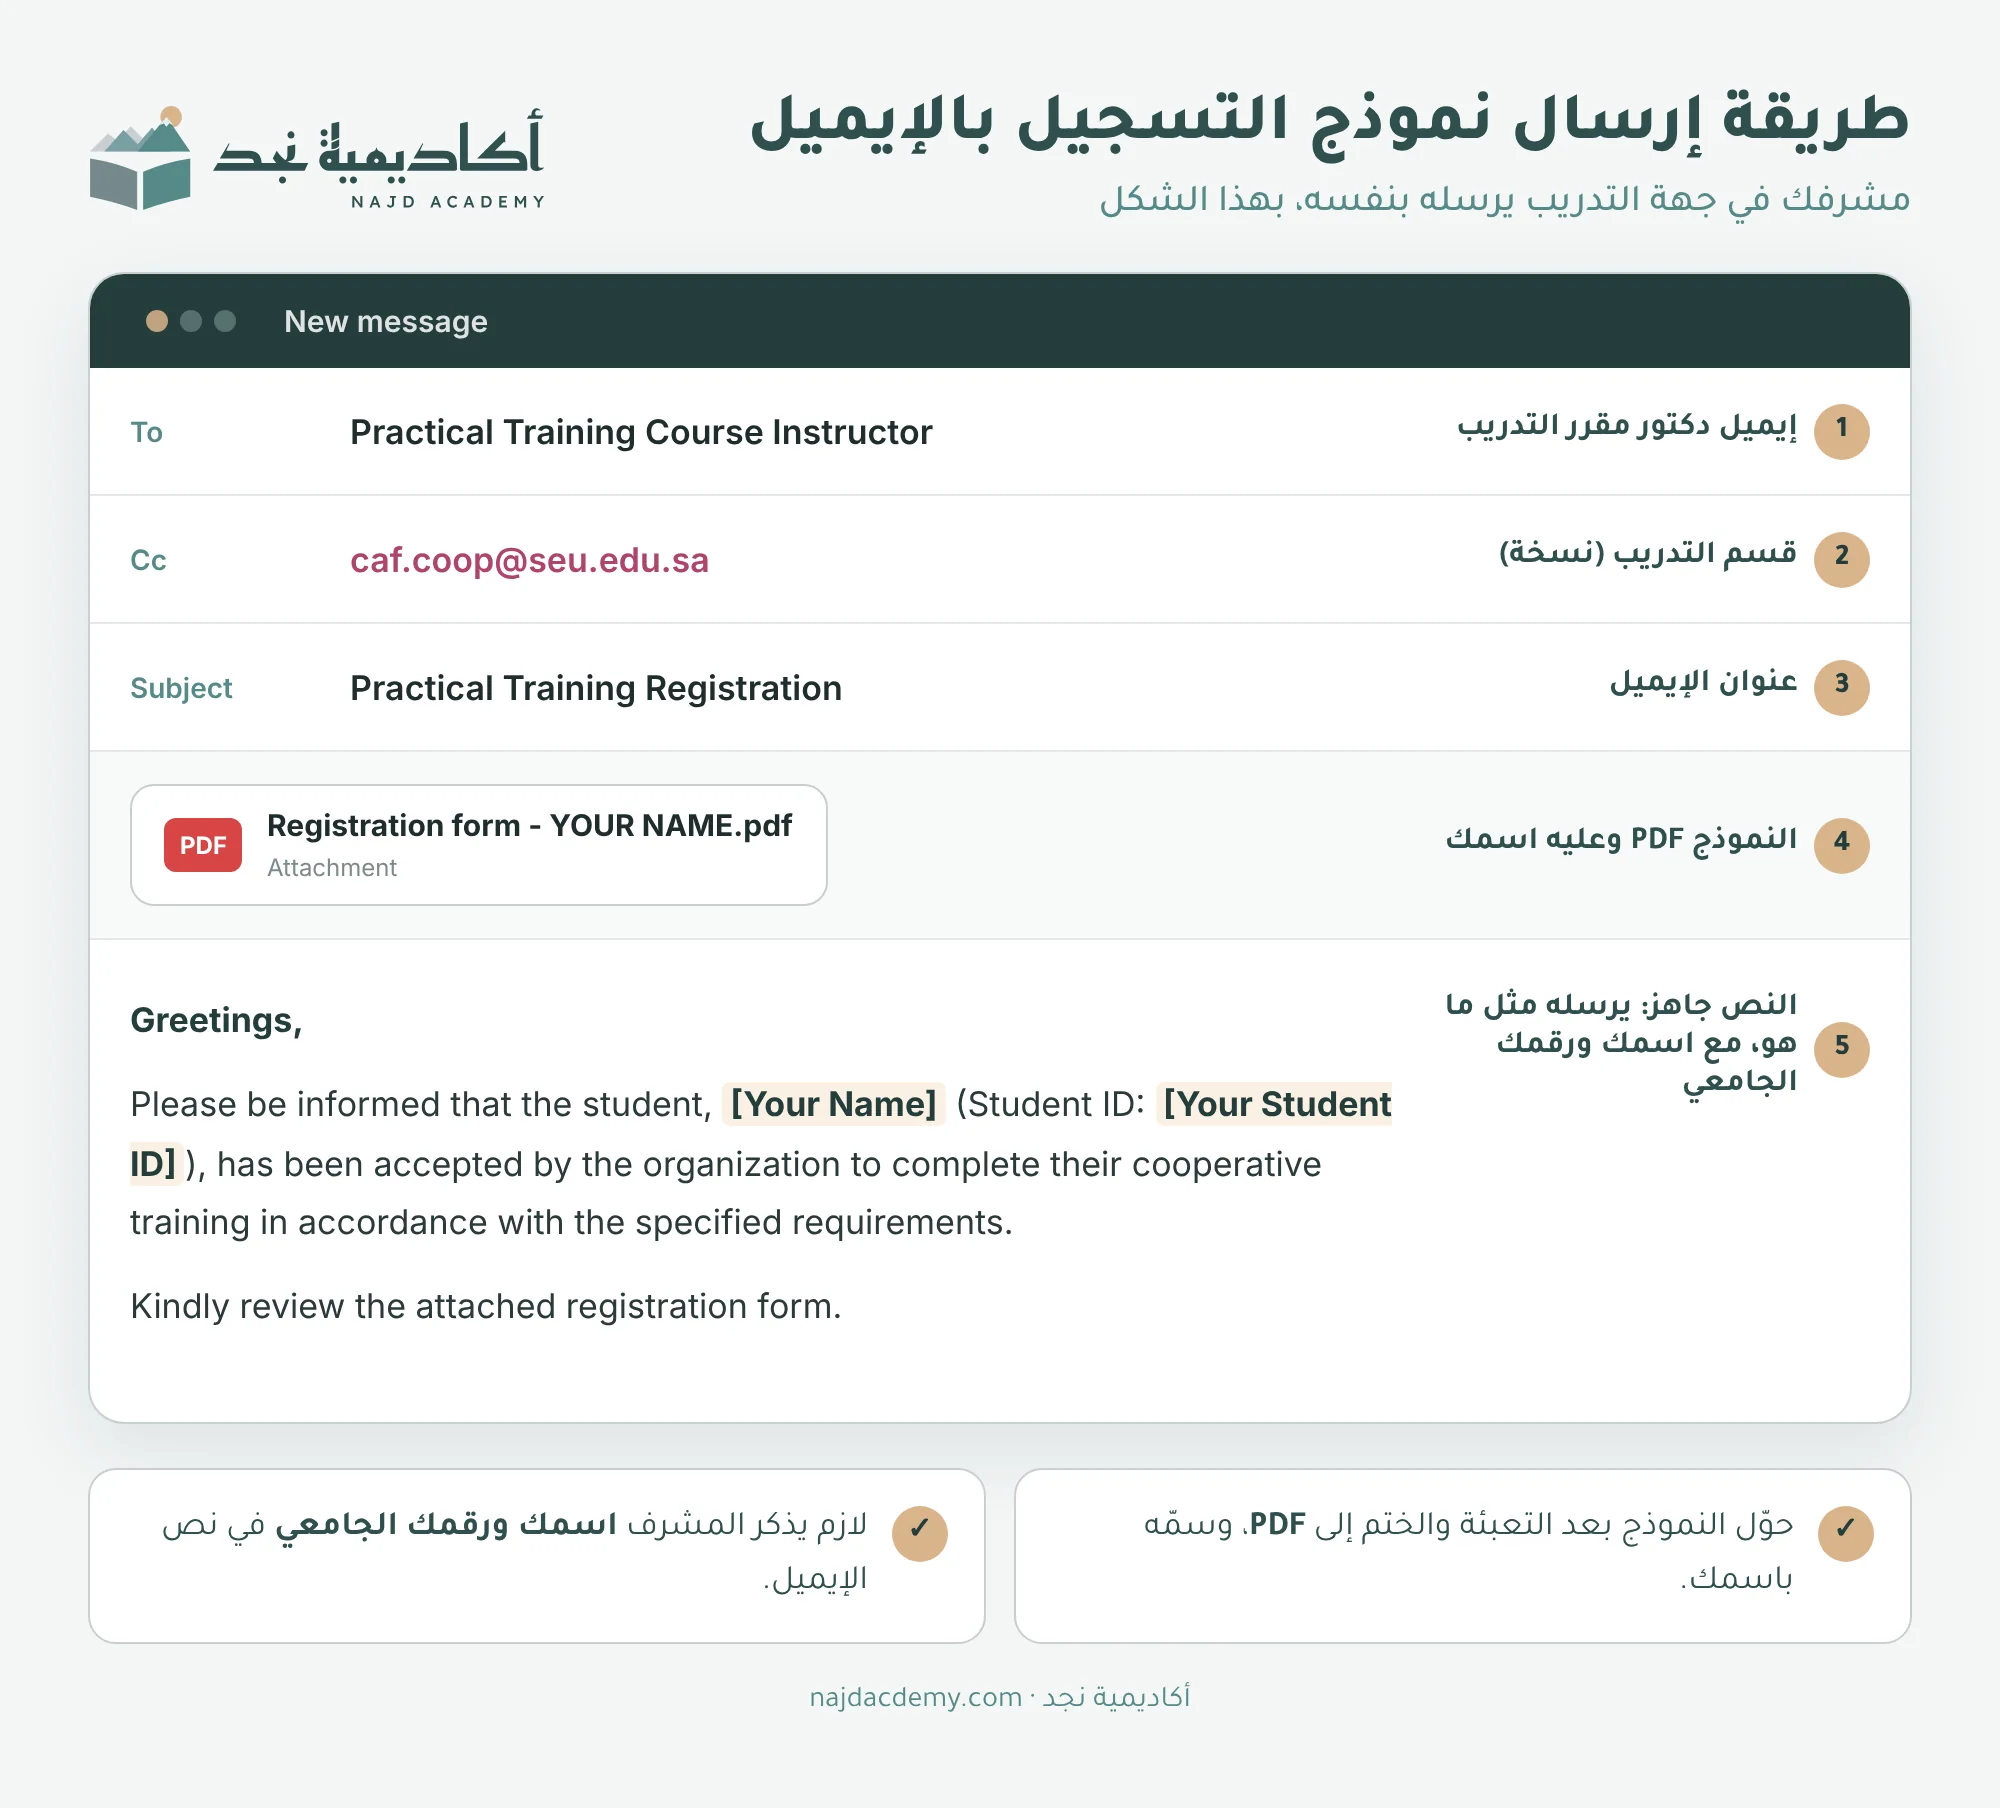 طريقة إرسال نموذج التسجيل بالإيميل
مشرفك في جهة التدريب يرسله بنفسه، بهذا الشكل
أكاديمية نجد
NAJD ACADEMY
New message
To
Practical Training Course Instructor
1
إيميل دكتور مقرر التدريب
Cc
caf.coop@seu.edu.sa
2
قسم التدريب (نسخة)
Subject
Practical Training Registration
3
عنوان الإيميل
PDF
Registration form - YOUR NAME.pdf
Attachment
4
النموذج PDF وعليه اسمك
Greetings,
Please be informed that the student, [Your Name] (Student ID: [Your Student
ID]), has been accepted by the organization to complete their cooperative
training in accordance with the specified requirements.
Kindly review the attached registration form.
5
النص جاهز: يرسله مثل ما
هو، مع اسمك ورقمك
الجامعي
✓
حوّل النموذج بعد التعبئة والختم إلى PDF، وسمّه
باسمك.
✓
لازم يذكر المشرف اسمك ورقمك الجامعي في نص
الإيميل.
أكاديمية نجد · najdacdemy.com